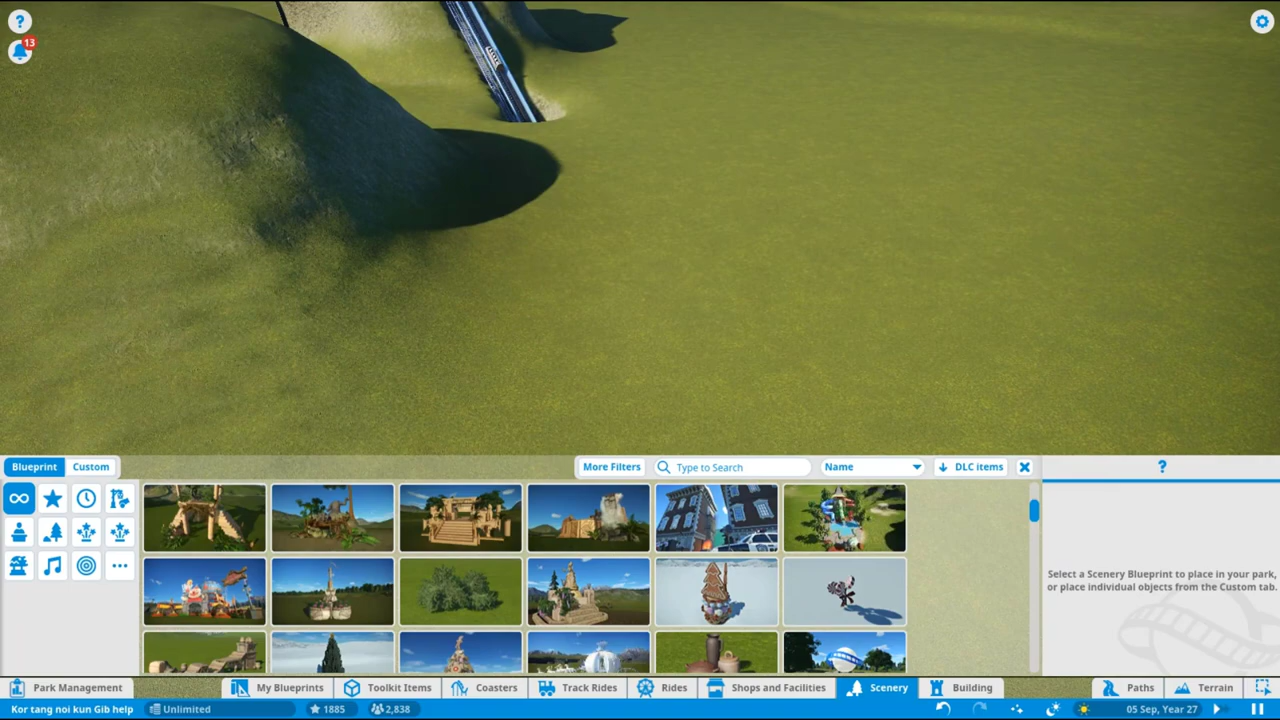 ?
13
Blueprint
Custom
More Filters
Type to Search
Name
DLC items
?
Select a Scenery Blueprint to place in your park,
or place individual objects from the Custom tab.
Park Management
My Blueprints
Toolkit Items
Coasters
Track Rides
Rides
Shops and Facilities
Scenery
Building
Paths
Terrain
Kor tang noi kun Gib help
Unlimited
1885
2,838
05 Sep, Year 27